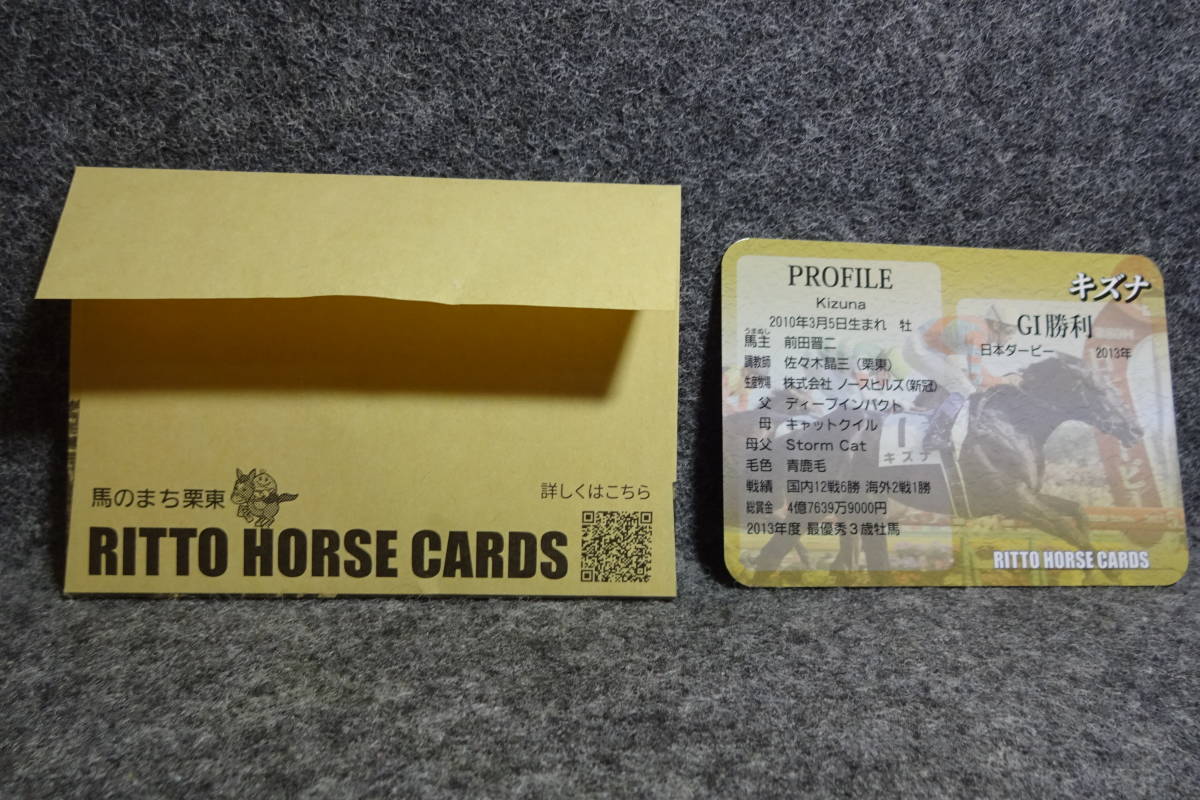 馬のまち栗東
詳しくはこちら
RITTO HORSE CARDS
PROFILE
Kizuna
2010年3月5日生まれ 牡
うまぬし
馬主 前田晋二
調教師 佐々木晶三(栗東)
生産牧場 株式会社 ノースヒルズ(新冠)
父 ディープインパクト
母 キャットクイル
母父 Storm Cat
毛色 青鹿毛
戦績 国内12戦6勝 海外2戦1勝
総賞金 4億7639万9000円
2013年度 最優秀3歳牡馬
キズナ
GI勝利
日本ダービー 2013年
1
キズナ
RITTO HORSE CARDS